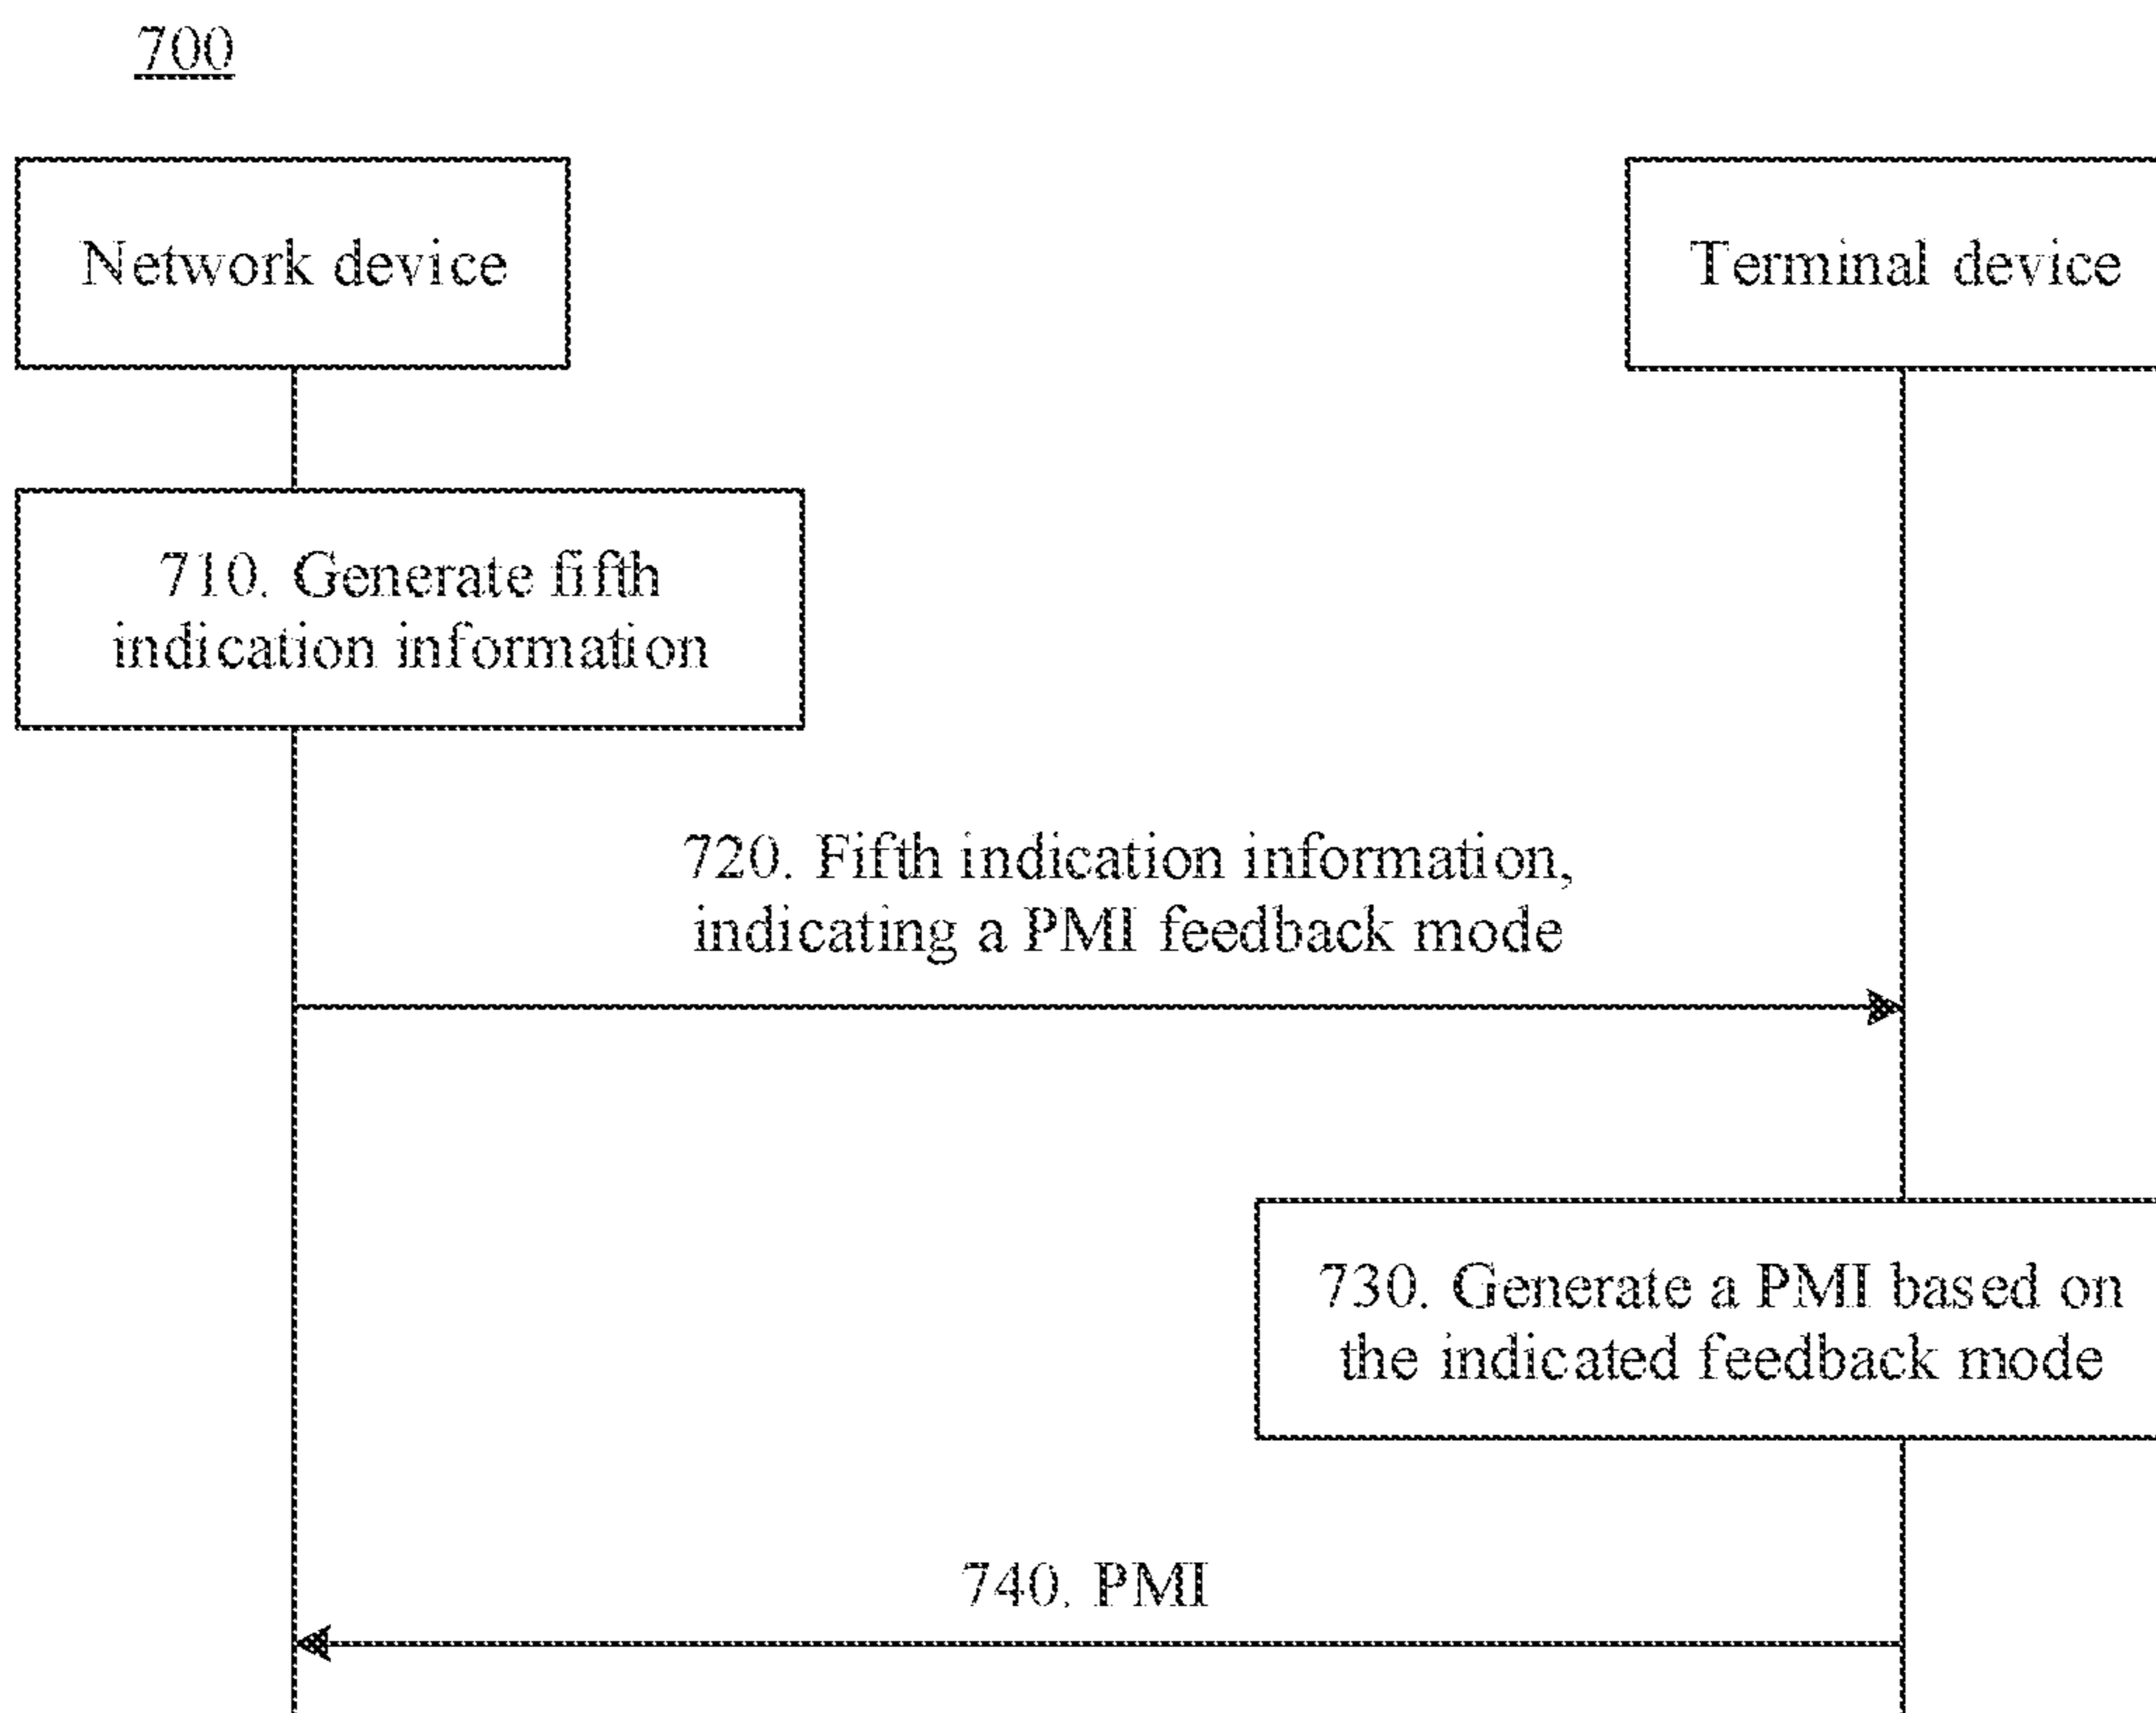 700
Network device
Terminal device
710. Generate fifth
indication information
720. Fifth indication information,
indicating a PMI feedback mode
730. Generate a PMI based on
the indicated feedback mode
740. PMI